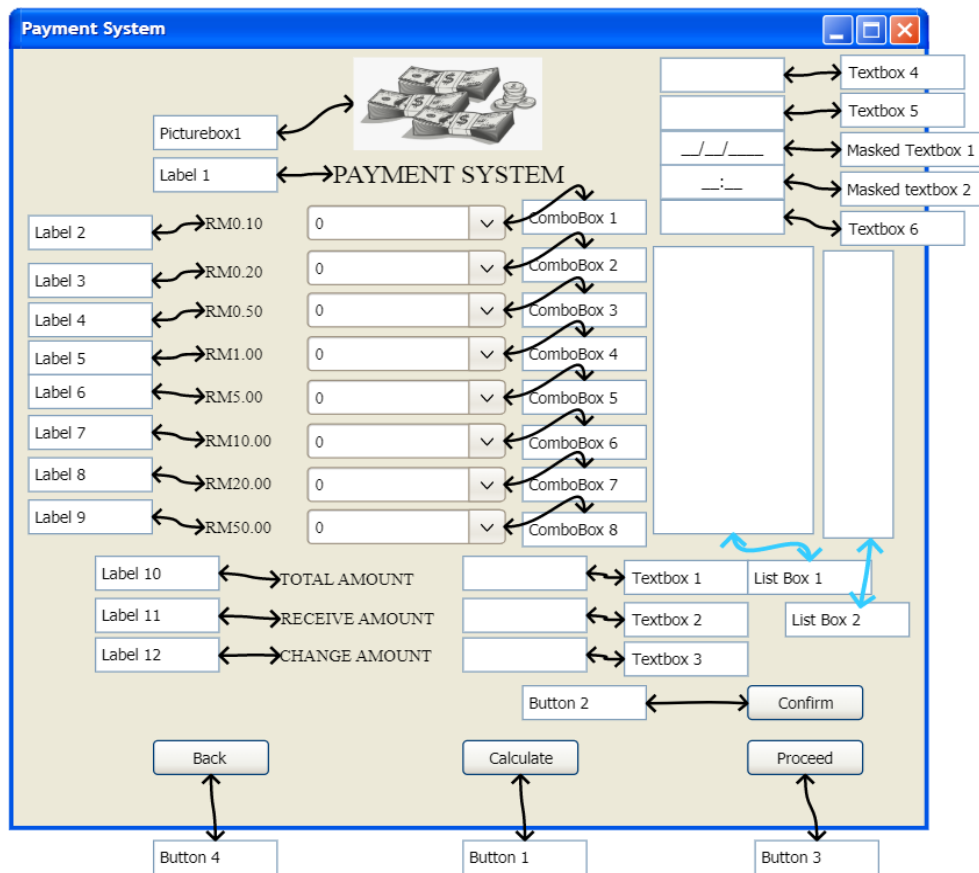 Payment System
Textbox 4
Textbox 5
Picturebox1
__/__/____
Masked Textbox 1
Label 1
PAYMENT SYSTEM
__:__
Masked textbox 2
Label 2
RM0.10
0
ComboBox 1
Textbox 6
Label 3
RM0.20
0
ComboBox 2
Label 4
RM0.50
0
ComboBox 3
Label 5
RM1.00
0
ComboBox 4
Label 6
RM5.00
0
ComboBox 5
Label 7
RM10.00
0
ComboBox 6
Label 8
RM20.00
0
ComboBox 7
Label 9
RM50.00
0
ComboBox 8
Label 10
TOTAL AMOUNT
Textbox 1
List Box 1
Label 11
RECEIVE AMOUNT
Textbox 2
List Box 2
Label 12
CHANGE AMOUNT
Textbox 3
Button 2
Confirm
Back
Calculate
Proceed
Button 4
Button 1
Button 3